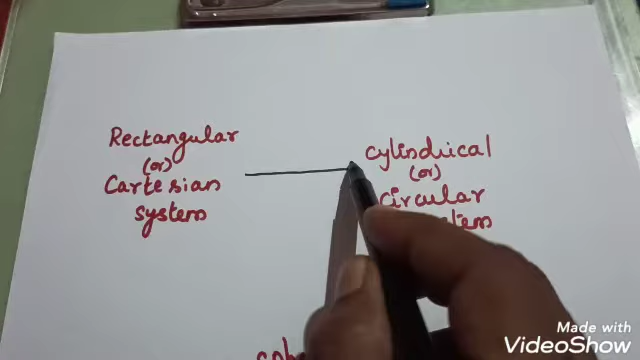 Rectangular
(or)
Cartesian
system
cylindrical
(or)
circular
Made with
VideoShow